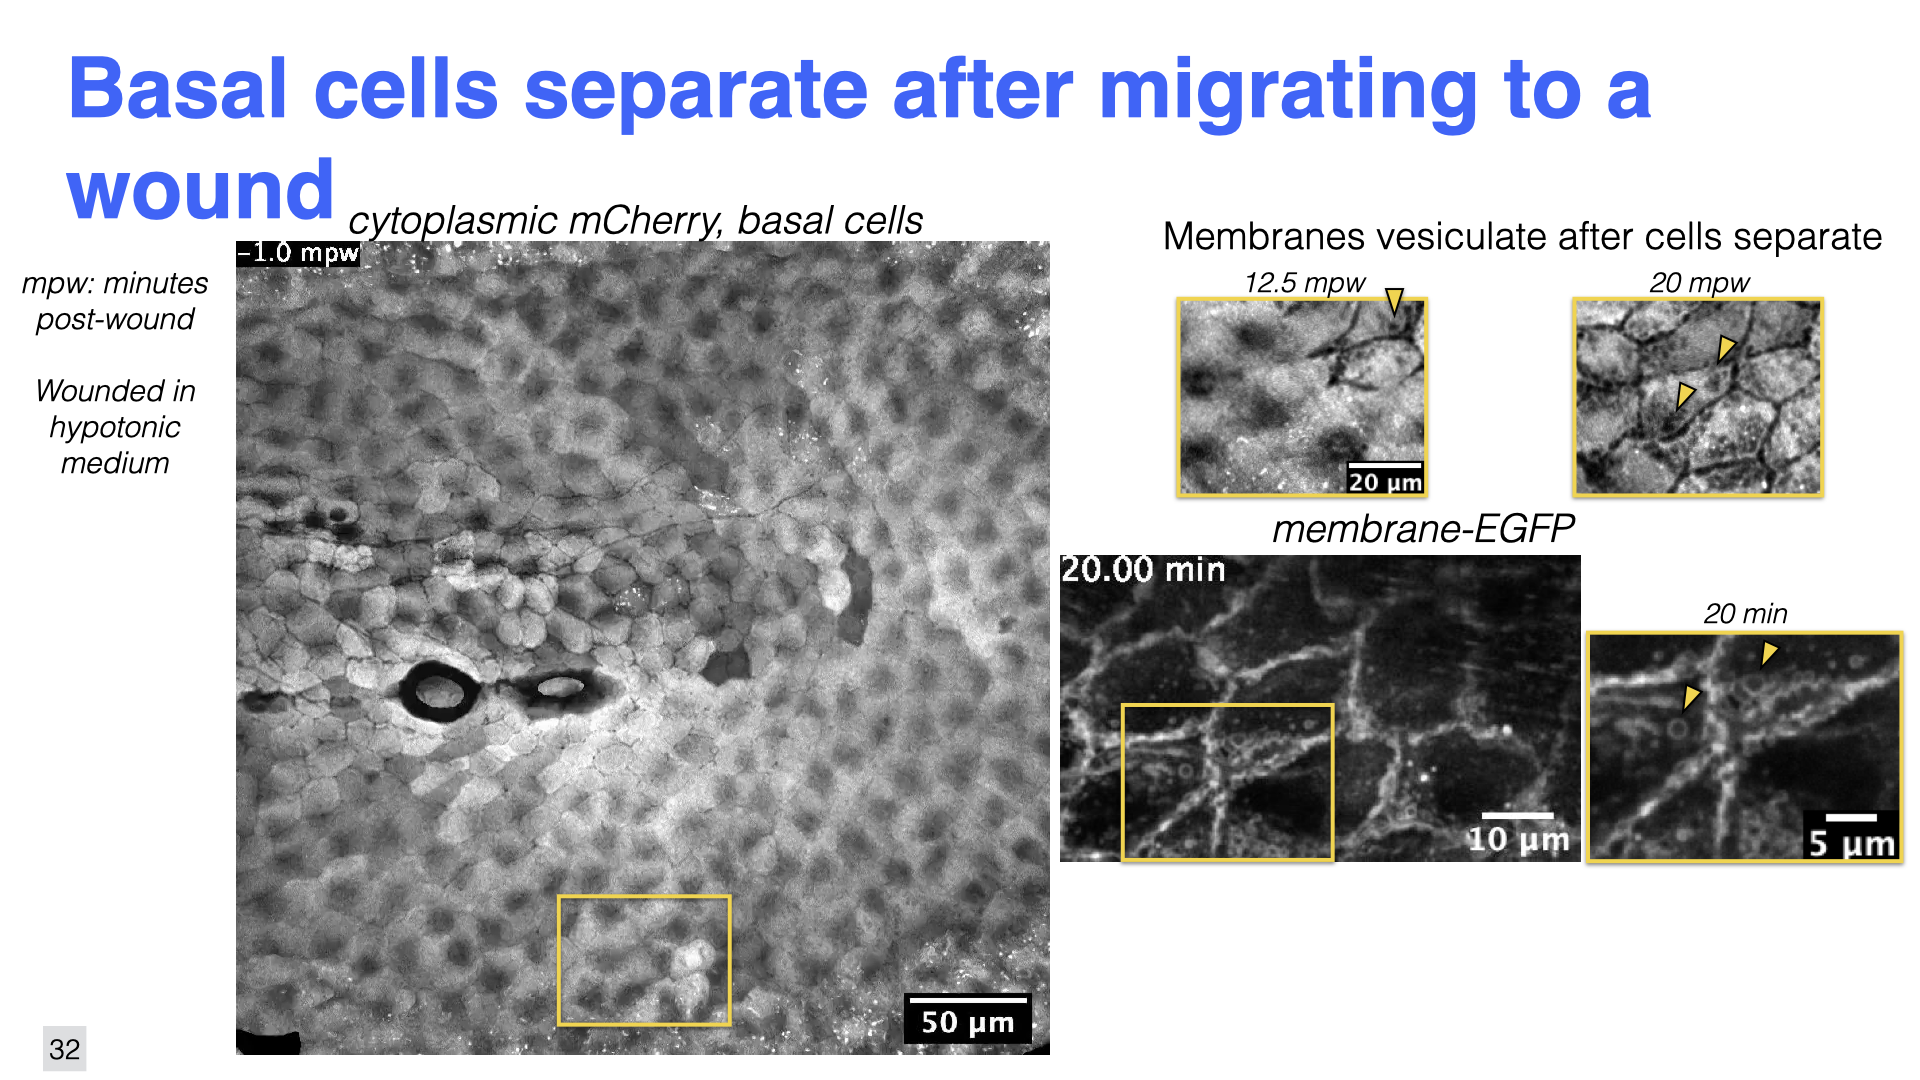 Basal cells separate after migrating to a
wound
cytoplasmic mCherry, basal cells
mpw: minutes
post-wound
Wounded in
hypotonic
medium
−1.0 mpw
50 µm
Membranes vesiculate after cells separate
12.5 mpw
20 mpw
20 µm
membrane-EGFP
20.00 min
10 µm
20 min
5 µm
32